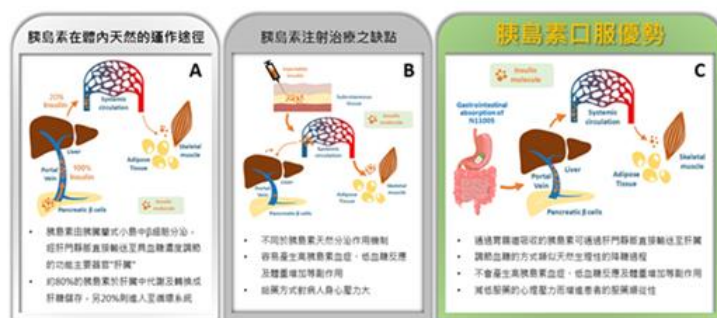 胰島素在體內天然的運作途徑
A
20%
Insulin
Systemic
circulation
Liver
Portal
Vein
100%
Insulin
Adipose
Tissue
Skeletal
muscle
Insulin
molecule
Pancreatic β cells
• 胰島素由胰臟蘭式小島中β細胞分泌，
經肝門靜脈直接輸送至與血糖濃度調節
的功能主要器官"肝臟"
• 約80%的胰島素於肝臟中代謝及轉換成
肝糖儲存，另20%則進入至循環系統
胰島素注射治療之缺點
B
Injectable
Insulin
Subcutaneous
tissue
Insulin
molecule
Systemic
circulation
Liver
Portal
Vein
Adipose
Tissue
Skeletal
muscle
Pancreatic β cells
• 不同於胰島素天然分泌作用機制
• 容易產生高胰島素血症、低血糖反應
及體重增加等副作用
• 給藥方式對病人身心壓力大
胰島素口服優勢
C
Insulin
molecule
Gastrointestinal
absorption of
N11005
Systemic
circulation
Liver
Portal
Vein
Adipose
Tissue
Skeletal
muscle
Pancreatic β cells
• 通過胃腸道吸收的胰島素可通過肝門靜脈直接輸送至肝臟
• 調節血糖的方式類似天然生理性的降糖過程
• 不會產生高胰島素血症、低血糖反應及體重增加等副作用
• 減低服藥的心理壓力而增進患者的服藥順從性